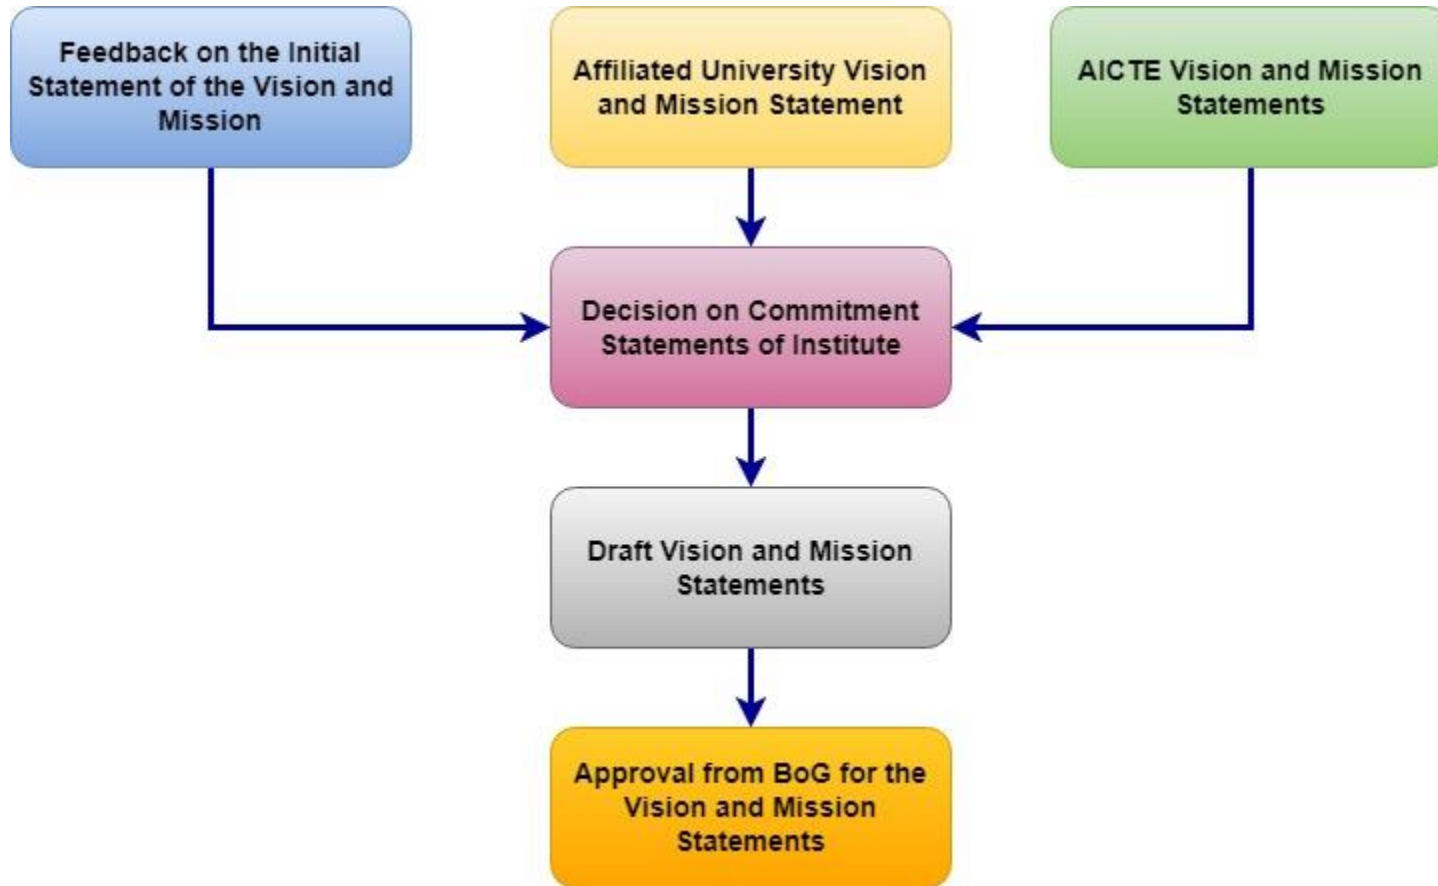 Feedback on the Initial
Statement of the Vision and
Mission
Affiliated University Vision
and Mission Statement
AICTE Vision and Mission
Statements
Decision on Commitment
Statements of Institute
Draft Vision and Mission
Statements
Approval from BoG for the
Vision and Mission
Statements